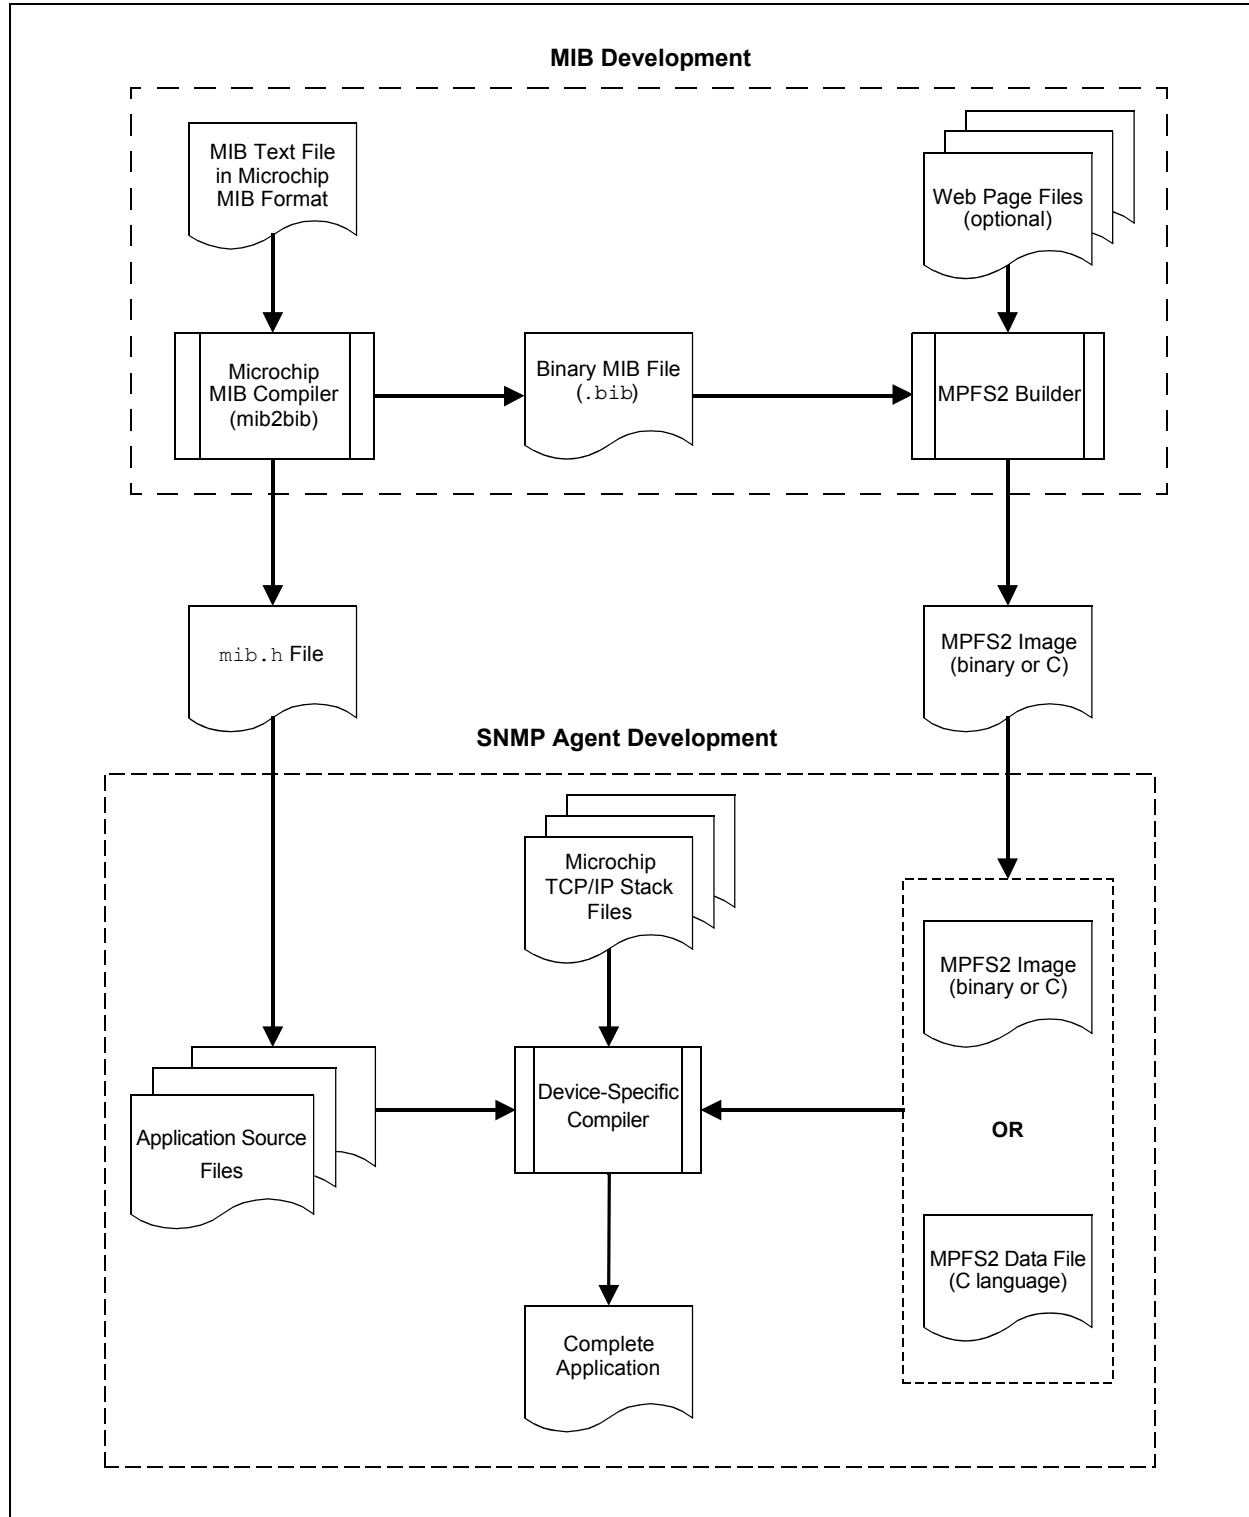 MIB Development
MIB Text File
in Microchip
MIB Format
Web Page Files
(optional)
Microchip
MIB Compiler
(mib2bib)
Binary MIB File
(.bib)
MPFS2 Builder
mib.h File
MPFS2 Image
(binary or C)
SNMP Agent Development
Microchip
TCP/IP Stack
Files
MPFS2 Image
(binary or C)
Application Source
Files
Device-Specific
Compiler
OR
MPFS2 Data File
(C language)
Complete
Application